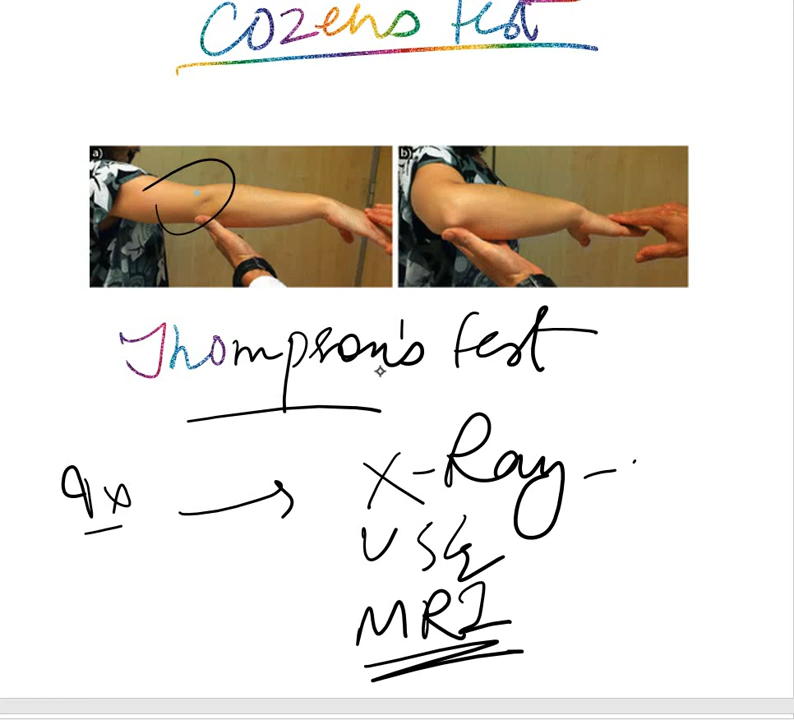 Cozens Test
a)
b)
Thompson's Test
Ix → X-Ray -
USG
MRI